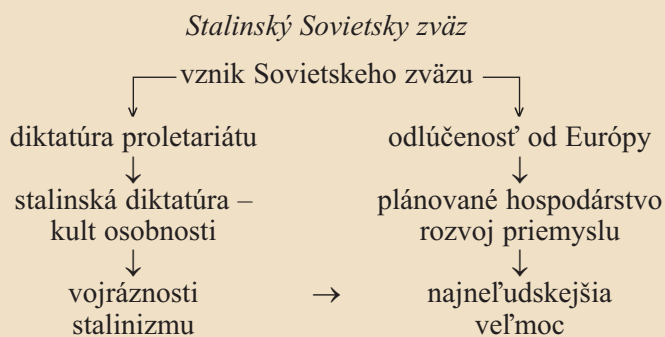 Stalinský Sovietsky zväz
vznik Sovietskeho zväzu
diktatúra proletariátu
odlúčenosť od Európy
stalinská diktatúra –
kult osobnosti
plánované hospodárstvo
rozvoj priemyslu
vojráznosti
stalinizmu
→
najneľudskejšia
veľmoc